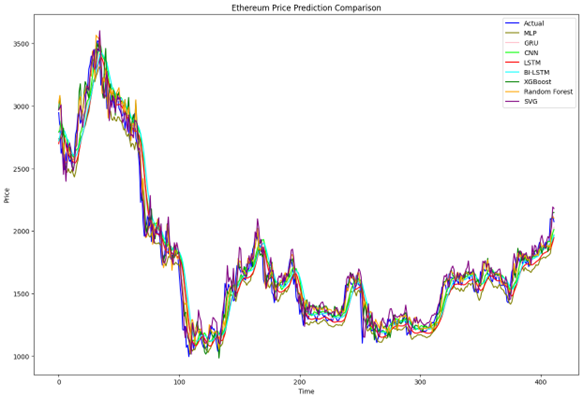 Ethereum Price Prediction Comparison
Actual
MLP
GRU
CNN
LSTM
BI-LSTM
XGBoost
Random Forest
SVG
3500
3000
2500
2000
1500
1000
Price
0 100 200 300 400
Time